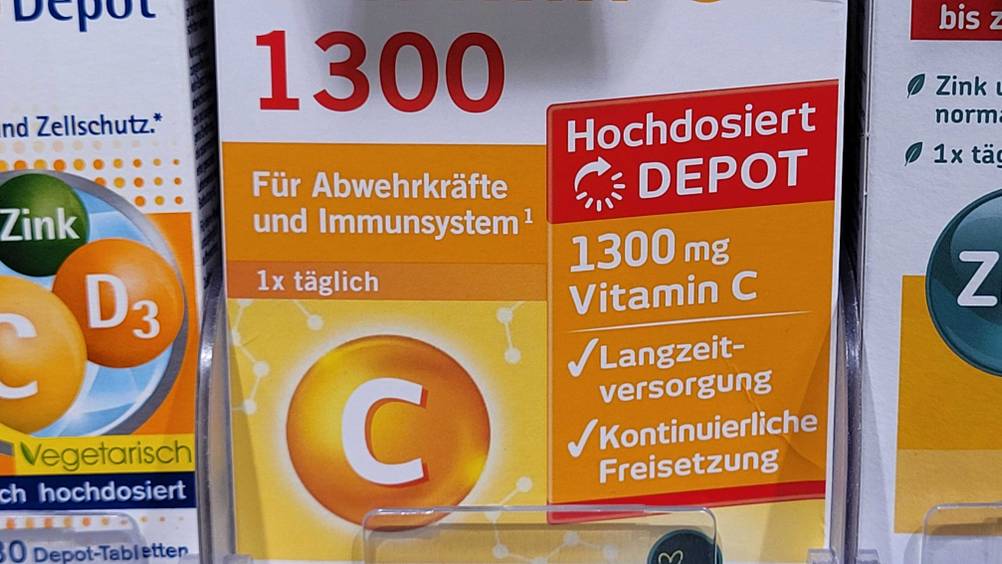 Depot
nd Zellschutz.*
Zink
D3
C
Vegetarisch
ch hochdosiert
30 Depot-Tabletten
1300
Für Abwehrkräfte
und Immunsystem¹
1x täglich
C
Hochdosiert
DEPOT
1300 mg
Vitamin C
✓Langzeit-
versorgung
✓Kontinuierliche
Freisetzung
bis z
Zink u
norma
1x täg
Z